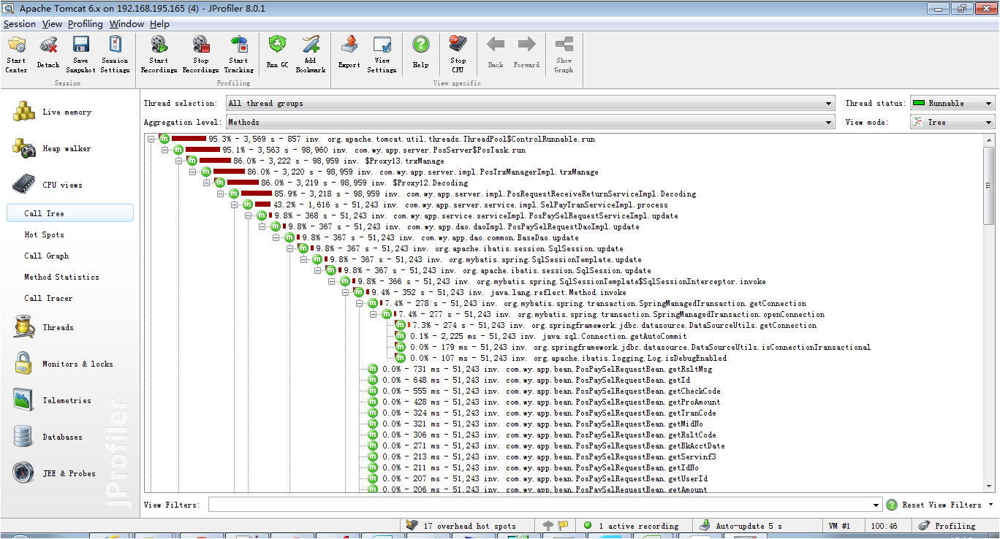 Apache Tomcat 6.x on 192.168.195.165 (4) - JProfiler 8.0.1
Session View Profiling Window Help
Start Center
Detach
Save Snapshot
Session Settings
Start Recordings
Stop Recordings
Start Tracking
Run GC
Add Bookmark
Export
View Settings
Help
Stop CPU
Back
Forward
Show Graph
Session
Profiling
View specific
Live memory
Heap walker
CPU views
Call Tree
Hot Spots
Call Graph
Method Statistics
Call Tracer
Threads
Monitors & locks
Telemetries
Databases
JEE & Probes
JProfiler
Thread selection: All thread groups
Thread status: Runnable
Aggregation level: Methods
View mode: Tree
95.3% - 3,569 s - 857 inv. org.apache.tomcat.util.threads.ThreadPool$ControlRunnable.run
95.1% - 3,563 s - 98,960 inv. com.wy.app.server.PosServer$PosTask.run
86.0% - 3,222 s - 98,959 inv. $Proxy13.trxManage
86.0% - 3,220 s - 98,959 inv. com.wy.app.server.impl.PosTrxManagerImpl.trxManage
86.0% - 3,219 s - 98,959 inv. $Proxy12.Decoding
85.9% - 3,218 s - 98,959 inv. com.wy.app.server.impl.PosRequestReceiveReturnServiceImpl.Decoding
43.2% - 1,616 s - 51,243 inv. com.wy.app.server.service.impl.SelPayTranServiceImpl.process
9.8% - 368 s - 51,243 inv. com.wy.app.service.serviceImpl.PosPaySelRequestServiceImpl.update
9.8% - 367 s - 51,243 inv. com.wy.app.dao.daoImpl.PosPaySelRequestDaoImpl.update
9.8% - 367 s - 51,243 inv. com.wy.app.dao.common.BaseDao.update
9.8% - 367 s - 51,243 inv. org.apache.ibatis.session.SqlSession.update
9.8% - 367 s - 51,243 inv. org.mybatis.spring.SqlSessionTemplate.update
9.8% - 367 s - 51,243 inv. org.apache.ibatis.session.SqlSession.update
9.8% - 366 s - 51,243 inv. org.mybatis.spring.SqlSessionTemplate$SqlSessionInterceptor.invoke
9.4% - 352 s - 51,243 inv. java.lang.reflect.Method.invoke
7.4% - 278 s - 51,243 inv. org.mybatis.spring.transaction.SpringManagedTransaction.getConnection
7.4% - 277 s - 51,243 inv. org.mybatis.spring.transaction.SpringManagedTransaction.openConnection
7.3% - 274 s - 51,243 inv. org.springframework.jdbc.datasource.DataSourceUtils.getConnection
0.1% - 2,225 ms - 51,243 inv. java.sql.Connection.getAutoCommit
0.0% - 179 ms - 51,243 inv. org.springframework.jdbc.datasource.DataSourceUtils.isConnectionTransactional
0.0% - 107 ms - 51,243 inv. org.apache.ibatis.logging.Log.isDebugEnabled
0.0% - 731 ms - 51,243 inv. com.wy.app.bean.PosPaySelRequestBean.getRsltMsg
0.0% - 648 ms - 51,243 inv. com.wy.app.bean.PosPaySelRequestBean.getId
0.0% - 555 ms - 51,243 inv. com.wy.app.bean.PosPaySelRequestBean.getCheckCode
0.0% - 428 ms - 51,243 inv. com.wy.app.bean.PosPaySelRequestBean.getProAmount
0.0% - 324 ms - 51,243 inv. com.wy.app.bean.PosPaySelRequestBean.getTranCode
0.0% - 321 ms - 51,243 inv. com.wy.app.bean.PosPaySelRequestBean.getMidNo
0.0% - 306 ms - 51,243 inv. com.wy.app.bean.PosPaySelRequestBean.getRsltCode
0.0% - 271 ms - 51,243 inv. com.wy.app.bean.PosPaySelRequestBean.getBkAcctDate
0.0% - 213 ms - 51,243 inv. com.wy.app.bean.PosPaySelRequestBean.getServinf3
0.0% - 211 ms - 51,243 inv. com.wy.app.bean.PosPaySelRequestBean.getIdNo
0.0% - 207 ms - 51,243 inv. com.wy.app.bean.PosPaySelRequestBean.getUserId
0.0% - 206 ms - 51,243 inv. com.wy.app.bean.PosPaySelRequestBean.getAmount
View Filters:
Reset View Filters
17 overhead hot spots
1 active recording
Auto-update 5 s
VM #1
100:46
Profiling